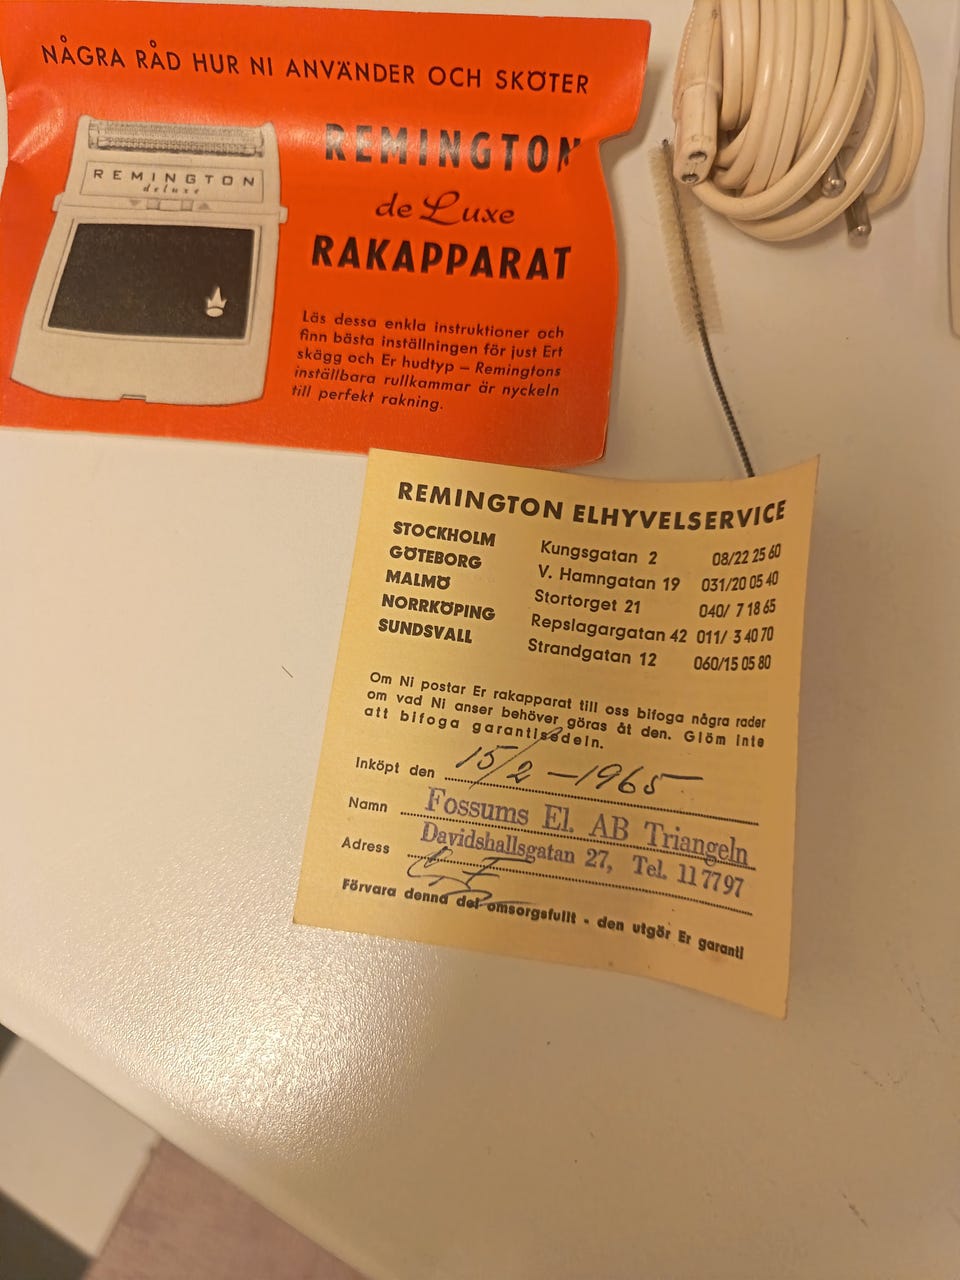 NÅGRA RÅD HUR NI ANVÄNDER OCH SKÖTER
REMINGTON
de Luxe
RAKAPPARAT
Läs dessa enkla instruktioner och
finn bästa inställningen för just Ert
skägg och Er hudtyp – Remingtons
inställbara rullkammar är nyckeln
till perfekt rakning.
REMINGTON
deluxe
REMINGTON ELHYVELSERVICE
STOCKHOLM Kungsgatan 2 08/22 25 60
GÖTEBORG V. Hamngatan 19 031/20 05 40
MALMÖ Stortorget 21 040/ 7 18 65
NORRKÖPING Repslagargatan 42 011/ 3 40 70
SUNDSVALL Strandgatan 12 060/15 05 80
Om Ni postar Er rakapparat till oss bifoga några rader
om vad Ni anser behöver göras åt den. Glöm inte
att bifoga garantisedeln.
Inköpt den 15/2 – 1965
Namn Fossums El. AB Triangeln
Adress Davidshallsgatan 27, Tel. 117797
Förvara denna del omsorgsfullt - den utgör Er garanti